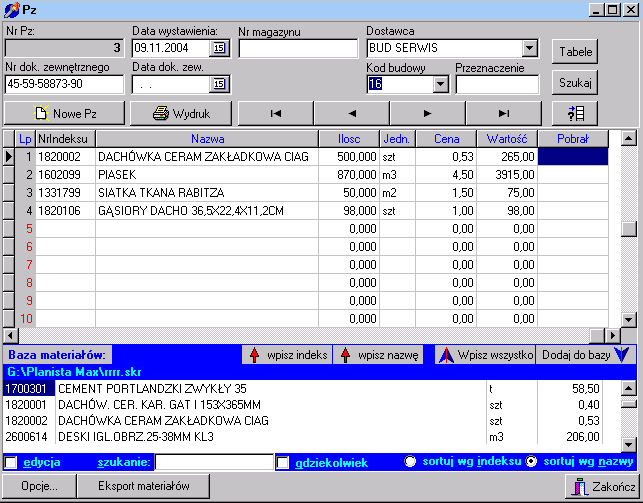 Pz
Nr Pz: Data wystawienia: Nr magazynu Dostawca
3 09.11.2004 15 BUD SERWIS Tabele
Nr dok. zewnętrznego Data dok. zew. Kod budowy Przeznaczenie
45-59-58873-90 . . 15 16 Szukaj
Nowe Pz Wydruk
Lp NrIndeksu Nazwa Ilosc Jedn. Cena Wartość Pobrał
1 1820002 DACHÓWKA CERAM ZAKŁADKOWA CIAG 500,000 szt 0,53 265,00
2 1602099 PIASEK 870,000 m3 4,50 3915,00
3 1331799 SIATKA TKANA RABITZA 50,000 m2 1,50 75,00
4 1820106 GĄSIORY DACHO 36,5X22,4X11,2CM 98,000 szt 1,00 98,00
5 0,000 0,00 0,00
6 0,000 0,00 0,00
7 0,000 0,00 0,00
8 0,000 0,00 0,00
9 0,000 0,00 0,00
10 0,000 0,00 0,00
Baza materiałów: wpisz indeks wpisz nazwę Wpisz wszystko Dodaj do bazy
G:\Planista Max\rrrr.skr
1700301 CEMENT PORTLANDZKI ZWYKŁY 35 t 58,50
1820001 DACHÓW. CER. KAR. GAT I 153X365MM szt 0,40
1820002 DACHÓWKA CERAM ZAKŁADKOWA CIAG szt 0,53
2600614 DESKI IGL.OBRZ.25-38MM KL3 m3 206,00
edycja szukanie: gdziekolwiek sortuj wg indeksu sortuj wg nazwy
Opcje... Eksport materiałów Zakończ